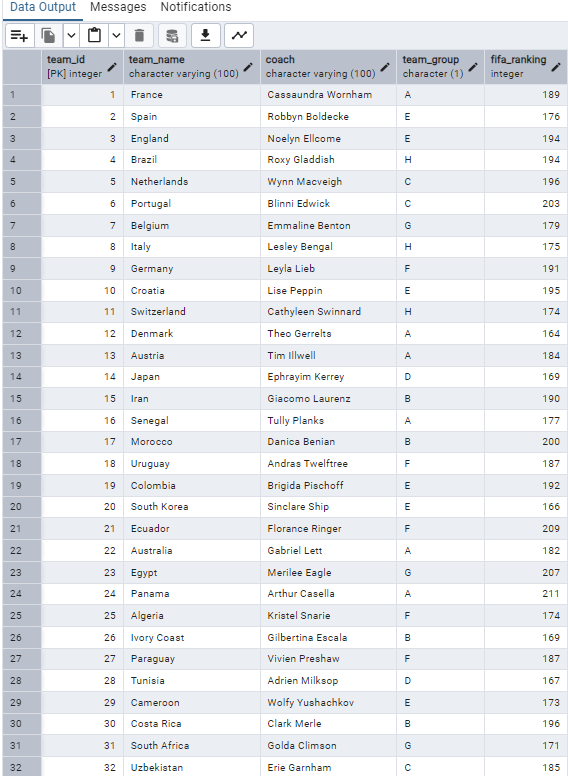 Data Output Messages Notifications
team_id team_name coach team_group fifa_ranking
[PK] integer character varying (100) character varying (100) character (1) integer
1 1 France Cassaundra Wornham A 189
2 2 Spain Robbyn Boldecke E 176
3 3 England Noelyn Ellcome E 194
4 4 Brazil Roxy Gladdish H 194
5 5 Netherlands Wynn Macveigh C 196
6 6 Portugal Blinni Edwick C 203
7 7 Belgium Emmaline Benton G 179
8 8 Italy Lesley Bengal H 175
9 9 Germany Leyla Lieb F 191
10 10 Croatia Lise Peppin E 195
11 11 Switzerland Cathyleen Swinnard H 174
12 12 Denmark Theo Gerrelts A 164
13 13 Austria Tim Illwell A 184
14 14 Japan Ephrayim Kerrey D 169
15 15 Iran Giacomo Laurenz B 190
16 16 Senegal Tully Planks A 177
17 17 Morocco Danica Benian B 200
18 18 Uruguay Andras Twelftree F 187
19 19 Colombia Brigida Pischoff E 192
20 20 South Korea Sinclare Ship E 166
21 21 Ecuador Florance Ringer F 209
22 22 Australia Gabriel Lett A 182
23 23 Egypt Merilee Eagle G 207
24 24 Panama Arthur Casella A 211
25 25 Algeria Kristel Snarie F 174
26 26 Ivory Coast Gilbertina Escala B 169
27 27 Paraguay Vivien Preshaw F 187
28 28 Tunisia Adrien Milksop D 167
29 29 Cameroon Wolfy Yushachkov E 173
30 30 Costa Rica Clark Merle B 196
31 31 South Africa Golda Climson G 171
32 32 Uzbekistan Erie Garnham C 185